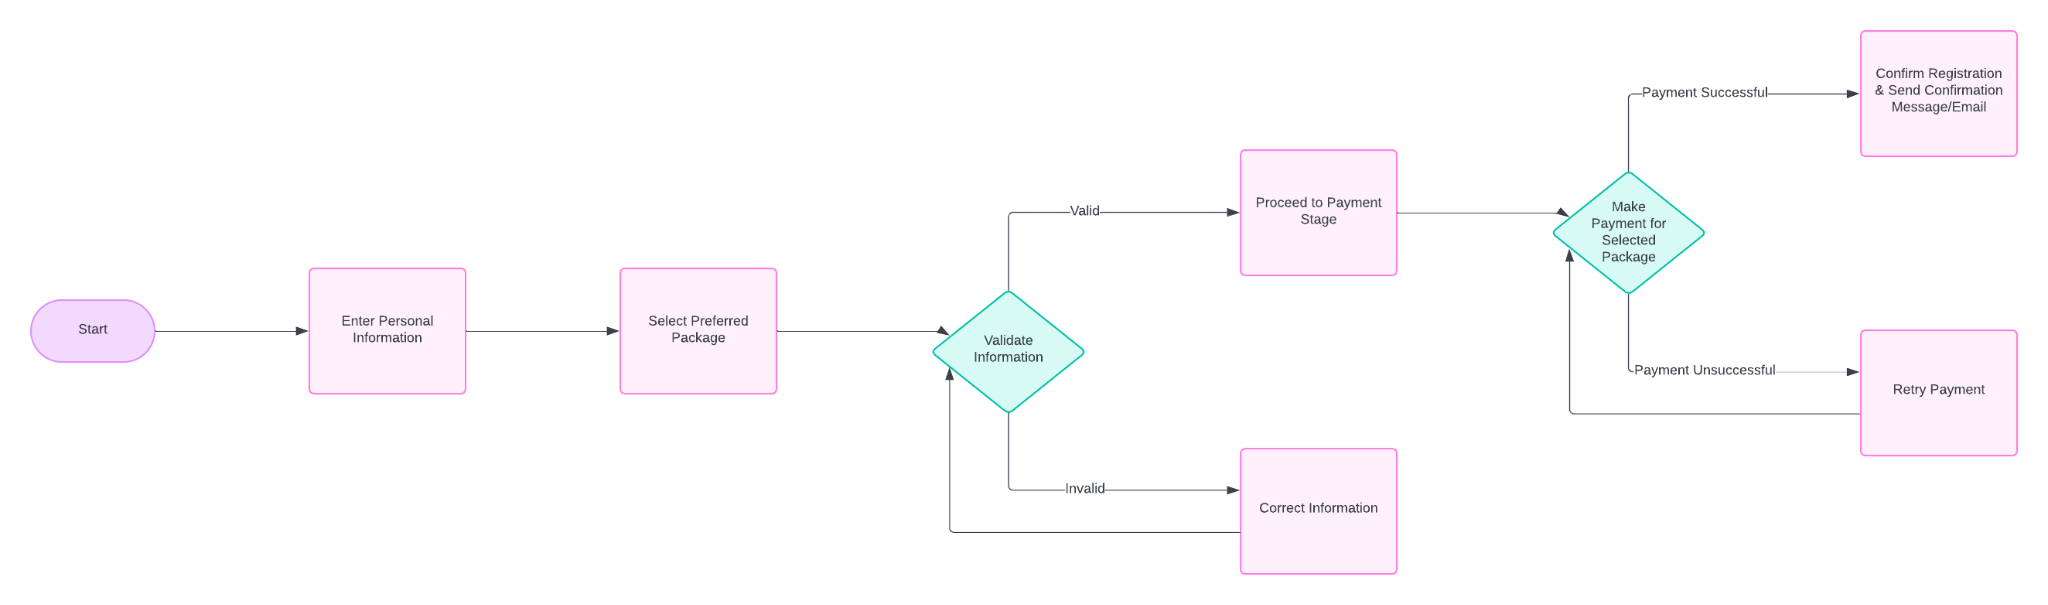 Start
Enter Personal
Information
Select Preferred
Package
Validate
Information
Valid
Invalid
Proceed to Payment
Stage
Correct Information
Make
Payment for
Selected
Package
Payment Successful
Payment Unsuccessful
Confirm Registration
& Send Confirmation
Message/Email
Retry Payment